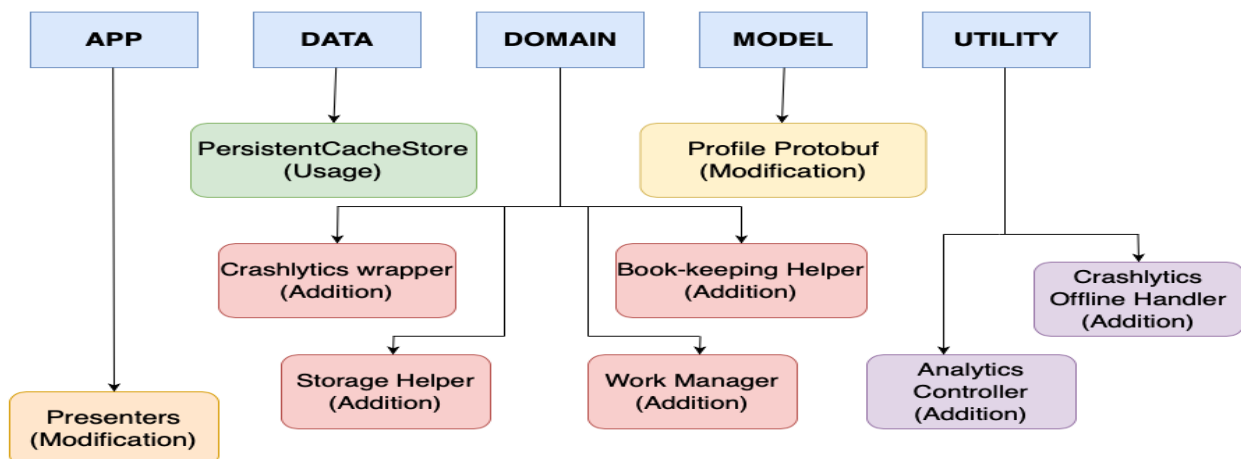 APP
DATA
DOMAIN
MODEL
UTILITY
PersistentCacheStore
(Usage)
Profile Protobuf
(Modification)
Crashlytics wrapper
(Addition)
Book-keeping Helper
(Addition)
Crashlytics
Offline Handler
(Addition)
Storage Helper
(Addition)
Work Manager
(Addition)
Analytics
Controller
(Addition)
Presenters
(Modification)